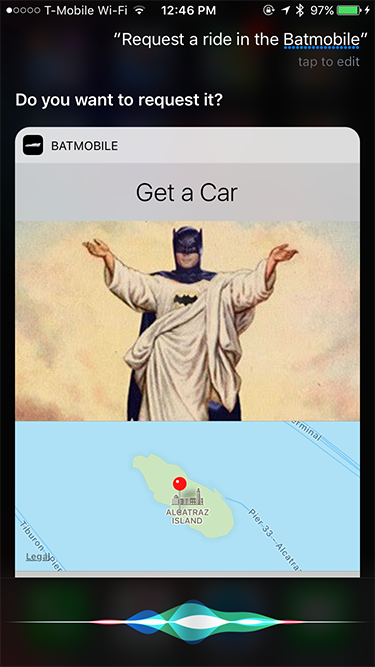 T-Mobile Wi-Fi 12:46 PM 97%
“Request a ride in the Batmobile”
tap to edit
Do you want to request it?
BATMOBILE
Get a Car
erminal
ALCATRAZ
ISLAND
Pier 33 - Alcatra
Tiburon
Pier
Legal